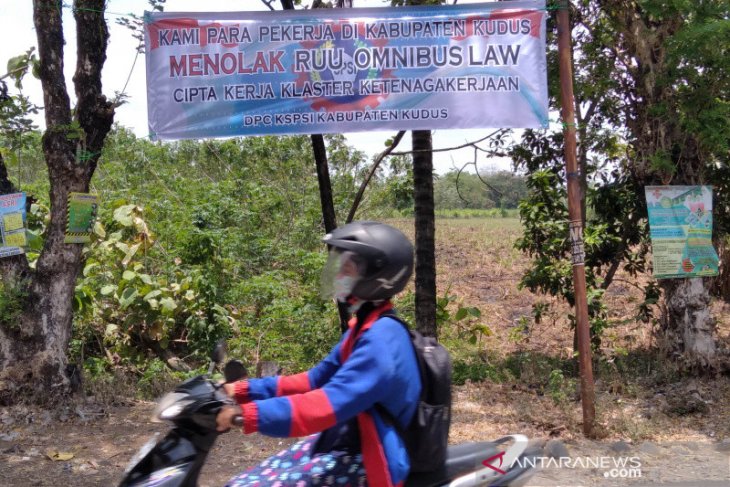 KAMI PARA PEKERJA DI KABUPATEN KUDUS
MENOLAK RUU OMNIBUS LAW
CIPTA KERJA KLASTER KETENAGAKERJAAN
DPC KSPSI KABUPATEN KUDUS
ANTARANEWS
.com